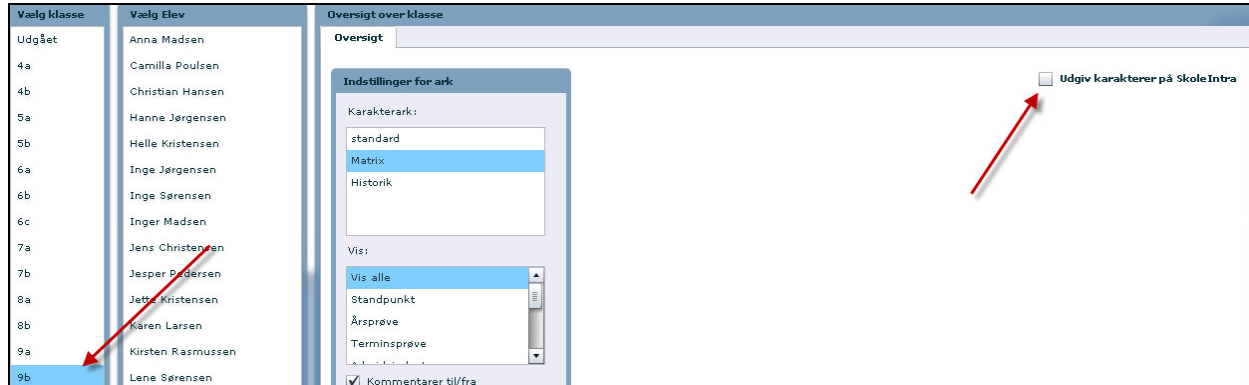 Vælg klasse
Udgået
4a
4b
5a
5b
6a
6b
6c
7a
7b
8a
8b
9a
9b
Vælg Elev
Anna Madsen
Camilla Poulsen
Christian Hansen
Hanne Jørgensen
Helle Kristensen
Inge Jørgensen
Inge Sørensen
Inger Madsen
Jens Christensen
Jesper Pedersen
Jette Kristensen
Karen Larsen
Kirsten Rasmussen
Lene Sørensen
Oversigt over klasse
Oversigt
Indstillinger for ark
Karakterark:
standard
Matrix
Historik
Vis:
Vis alle
Standpunkt
Årsprøve
Terminsprøve
Kommentarer til/fra
Udgiv karakterer på SkoleIntra